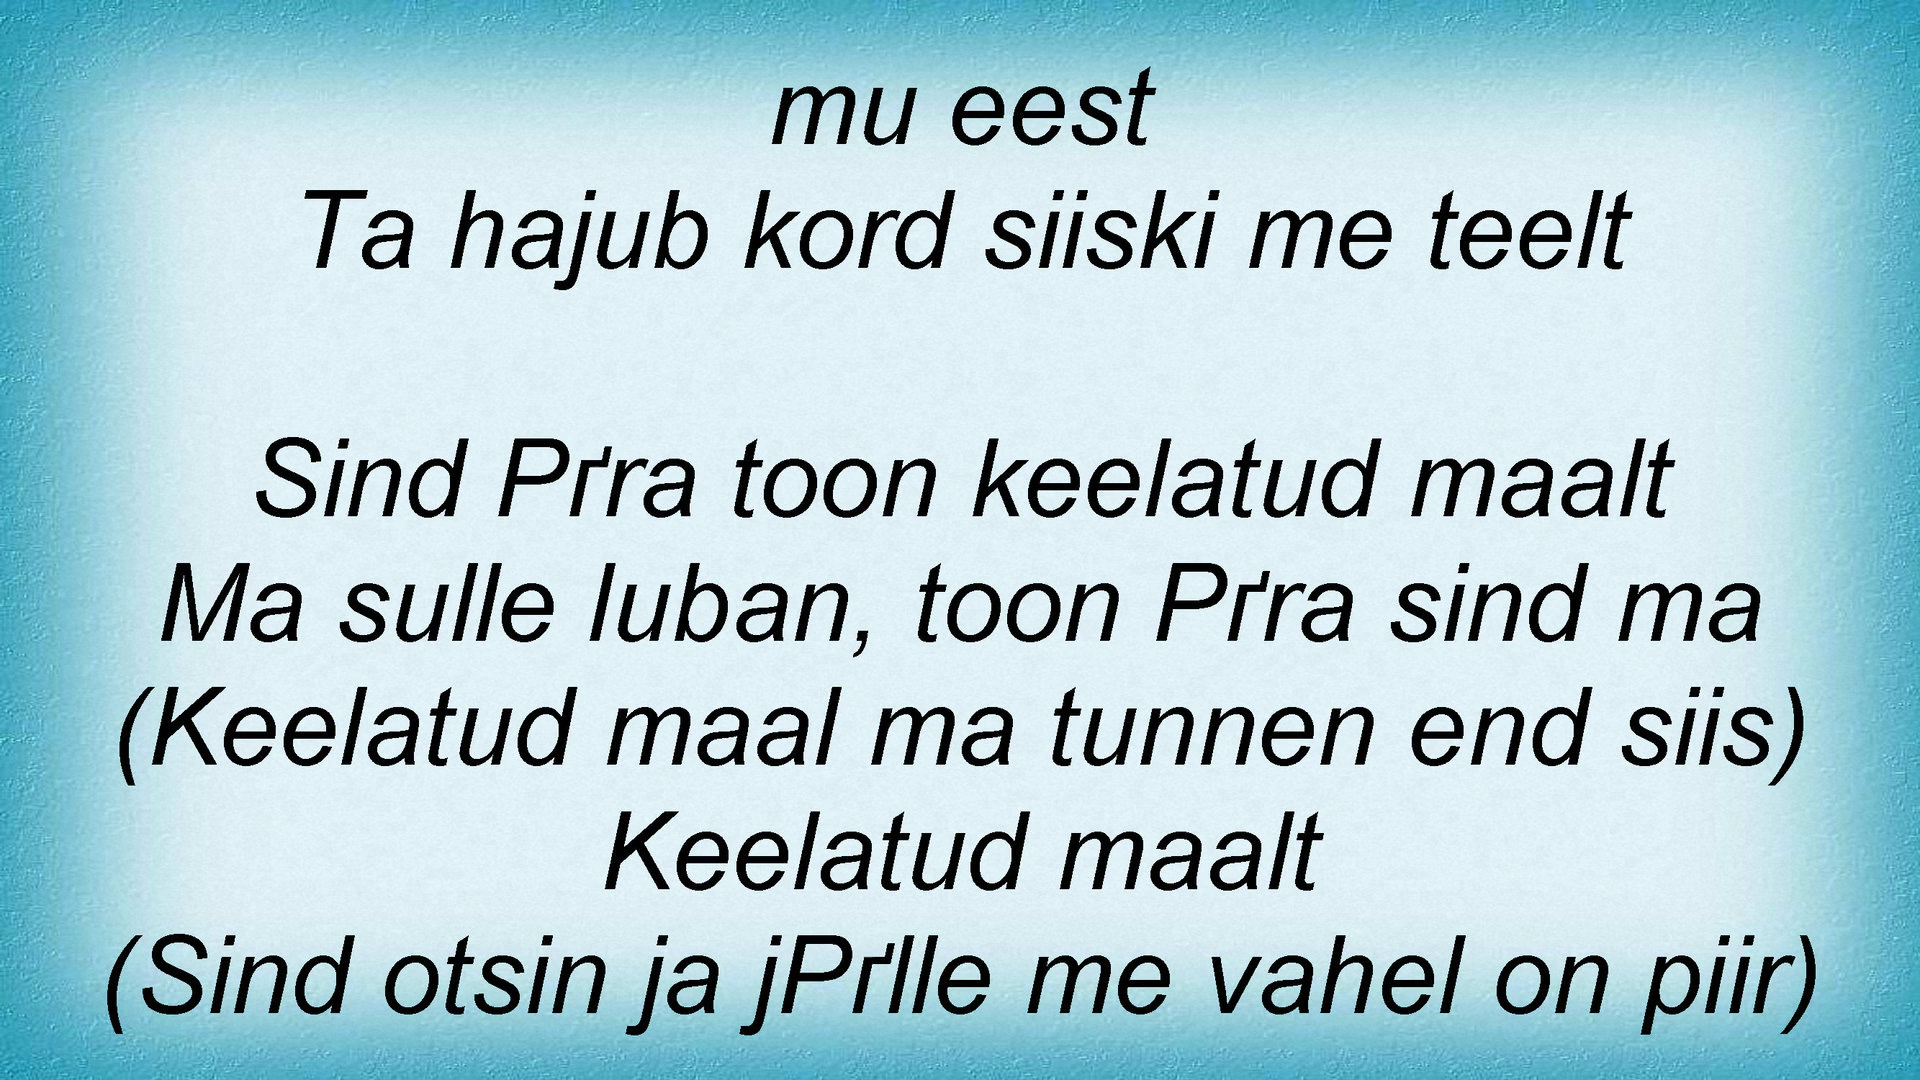 mu eest
Ta hajub kord siiski me teelt
Sind Pґra toon keelatud maalt
Ma sulle luban, toon Pґra sind ma
(Keelatud maal ma tunnen end siis)
Keelatud maalt
(Sind otsin ja jPґlle me vahel on piir)